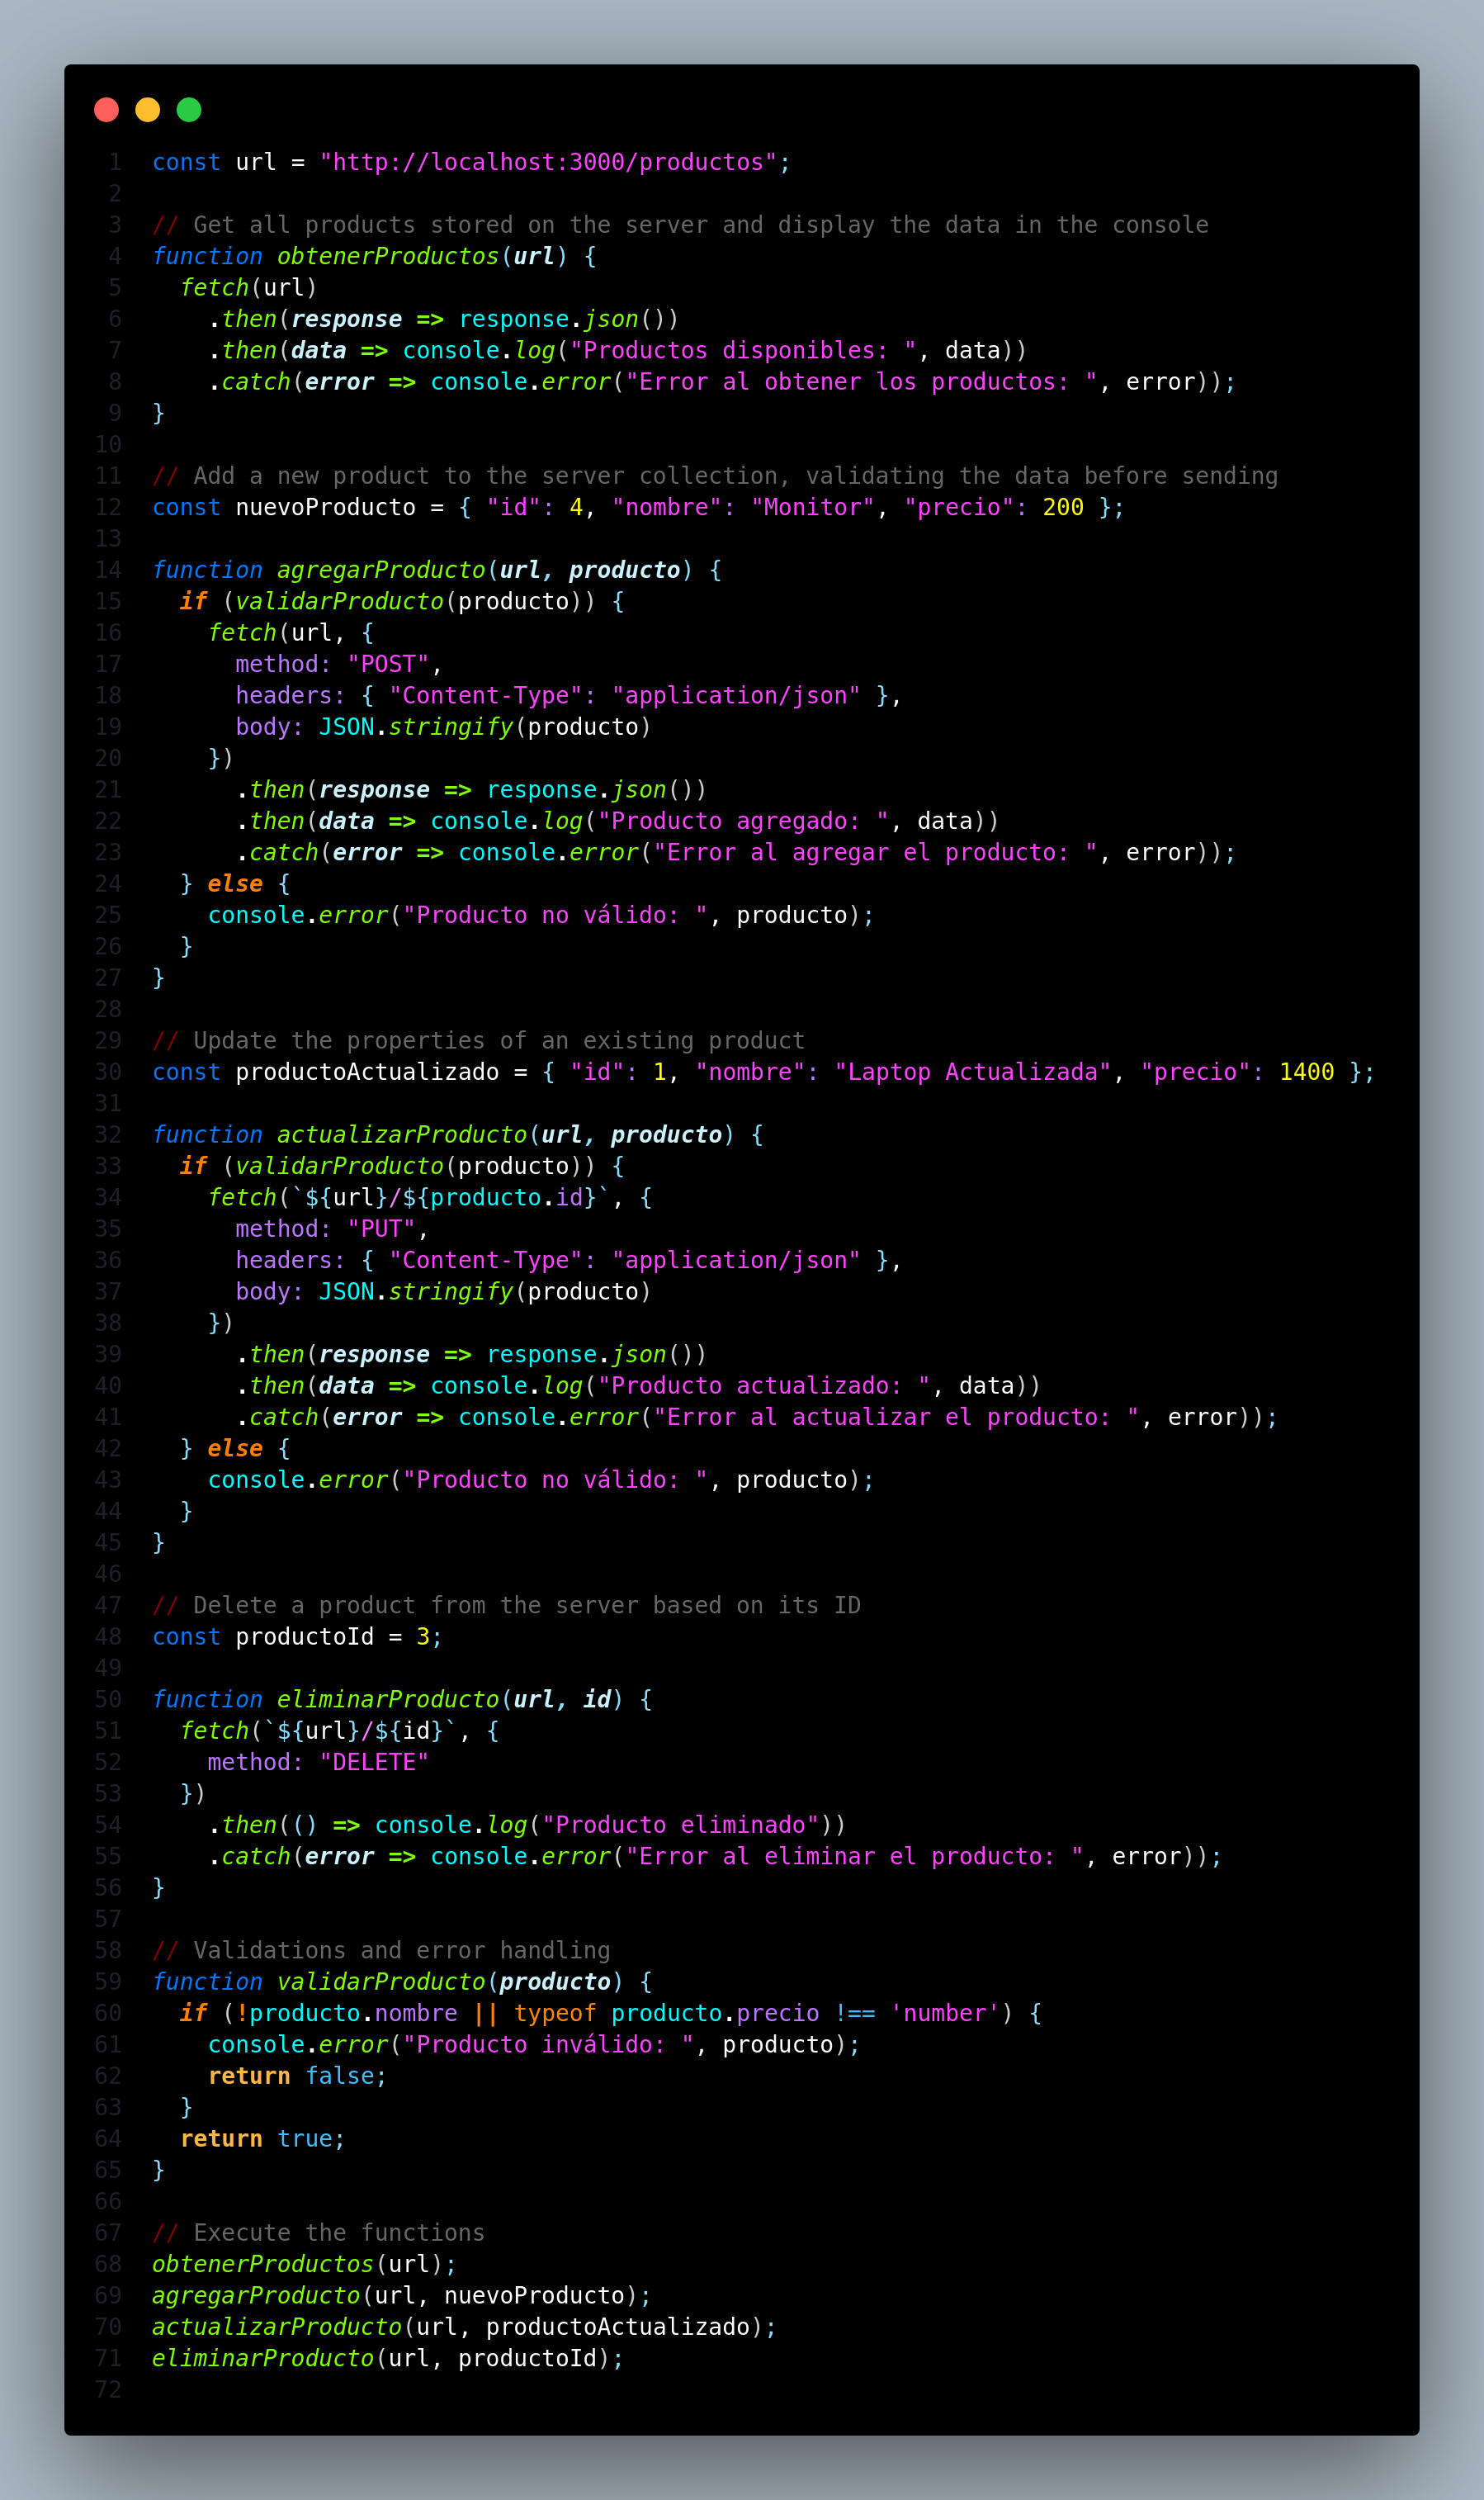 1 const url = "http://localhost:3000/productos";
2
3 // Get all products stored on the server and display the data in the console
4 function obtenerProductos(url) {
5   fetch(url)
6     .then(response => response.json())
7     .then(data => console.log("Productos disponibles: ", data))
8     .catch(error => console.error("Error al obtener los productos: ", error));
9 }
10
11 // Add a new product to the server collection, validating the data before sending
12 const nuevoProducto = { "id": 4, "nombre": "Monitor", "precio": 200 };
13
14 function agregarProducto(url, producto) {
15   if (validarProducto(producto)) {
16     fetch(url, {
17       method: "POST",
18       headers: { "Content-Type": "application/json" },
19       body: JSON.stringify(producto)
20     })
21       .then(response => response.json())
22       .then(data => console.log("Producto agregado: ", data))
23       .catch(error => console.error("Error al agregar el producto: ", error));
24   } else {
25     console.error("Producto no válido: ", producto);
26   }
27 }
28
29 // Update the properties of an existing product
30 const productoActualizado = { "id": 1, "nombre": "Laptop Actualizada", "precio": 1400 };
31
32 function actualizarProducto(url, producto) {
33   if (validarProducto(producto)) {
34     fetch(`${url}/${producto.id}`, {
35       method: "PUT",
36       headers: { "Content-Type": "application/json" },
37       body: JSON.stringify(producto)
38     })
39       .then(response => response.json())
40       .then(data => console.log("Producto actualizado: ", data))
41       .catch(error => console.error("Error al actualizar el producto: ", error));
42   } else {
43     console.error("Producto no válido: ", producto);
44   }
45 }
46
47 // Delete a product from the server based on its ID
48 const productoId = 3;
49
50 function eliminarProducto(url, id) {
51   fetch(`${url}/${id}`, {
52     method: "DELETE"
53   })
54     .then(() => console.log("Producto eliminado"))
55     .catch(error => console.error("Error al eliminar el producto: ", error));
56 }
57
58 // Validations and error handling
59 function validarProducto(producto) {
60   if (!producto.nombre || typeof producto.precio !== 'number') {
61     console.error("Producto inválido: ", producto);
62     return false;
63   }
64   return true;
65 }
66
67 // Execute the functions
68 obtenerProductos(url);
69 agregarProducto(url, nuevoProducto);
70 actualizarProducto(url, productoActualizado);
71 eliminarProducto(url, productoId);
72